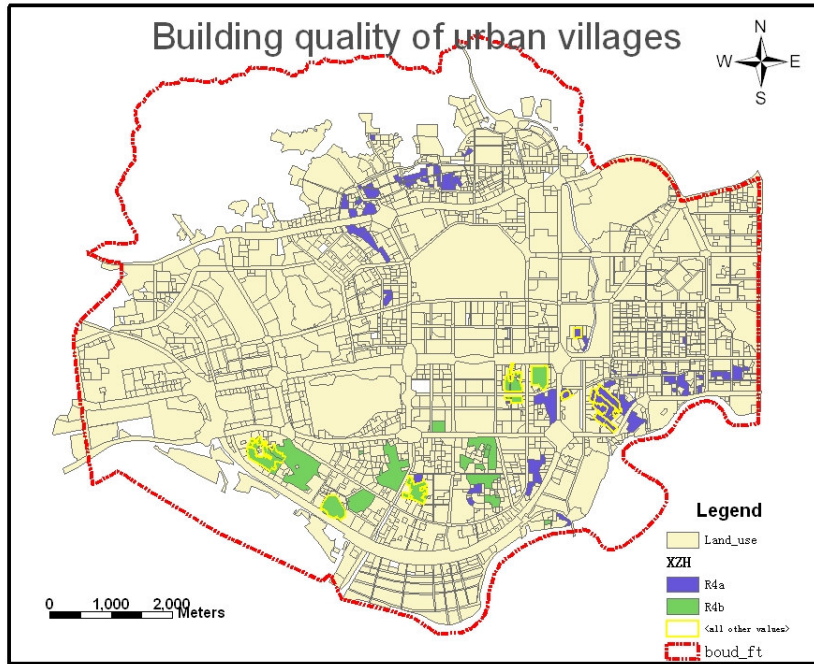 Building quality of urban villages
N
W E
S
Legend
Land_use
XZH
R4a
R4b
<all other values>
boud_ft
0 1,000 2,000
Meters